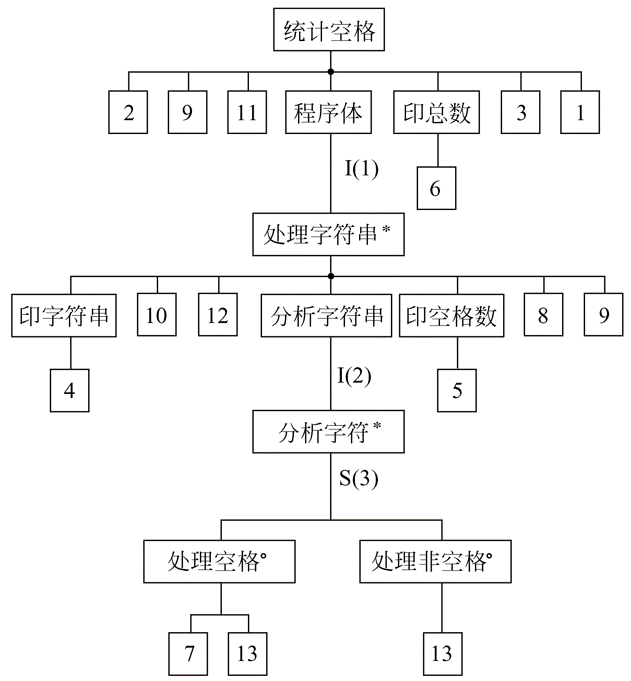 统计空格
2 9 11 程序体 印总数 3 1
I(1)
6
处理字符串*
印字符串 10 12 分析字符串 印空格数 8 9
4 I(2) 5
分析字符*
S(3)
处理空格° 处理非空格°
7 13 13